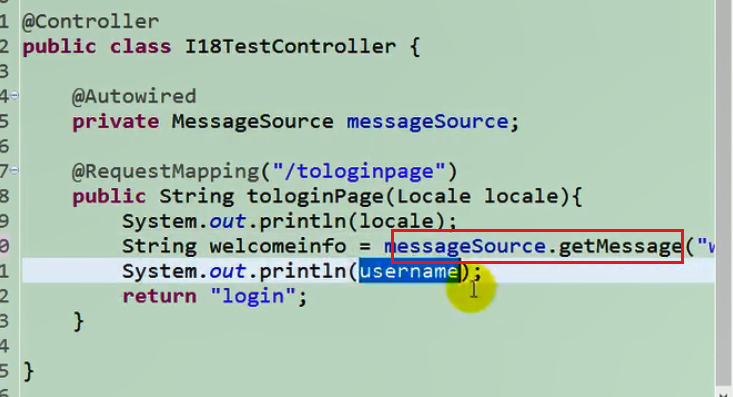 1 @Controller
2 public class I18TestController {
3
4 @Autowired
5 private MessageSource messageSource;
6
7 @RequestMapping("/tologinpage")
8 public String tologinPage(Locale locale){
9 System.out.println(locale);
0 String welcomeinfo = messageSource.getMessage("w
1 System.out.println(username);
2 return "login";
3 }
4
5 }
6